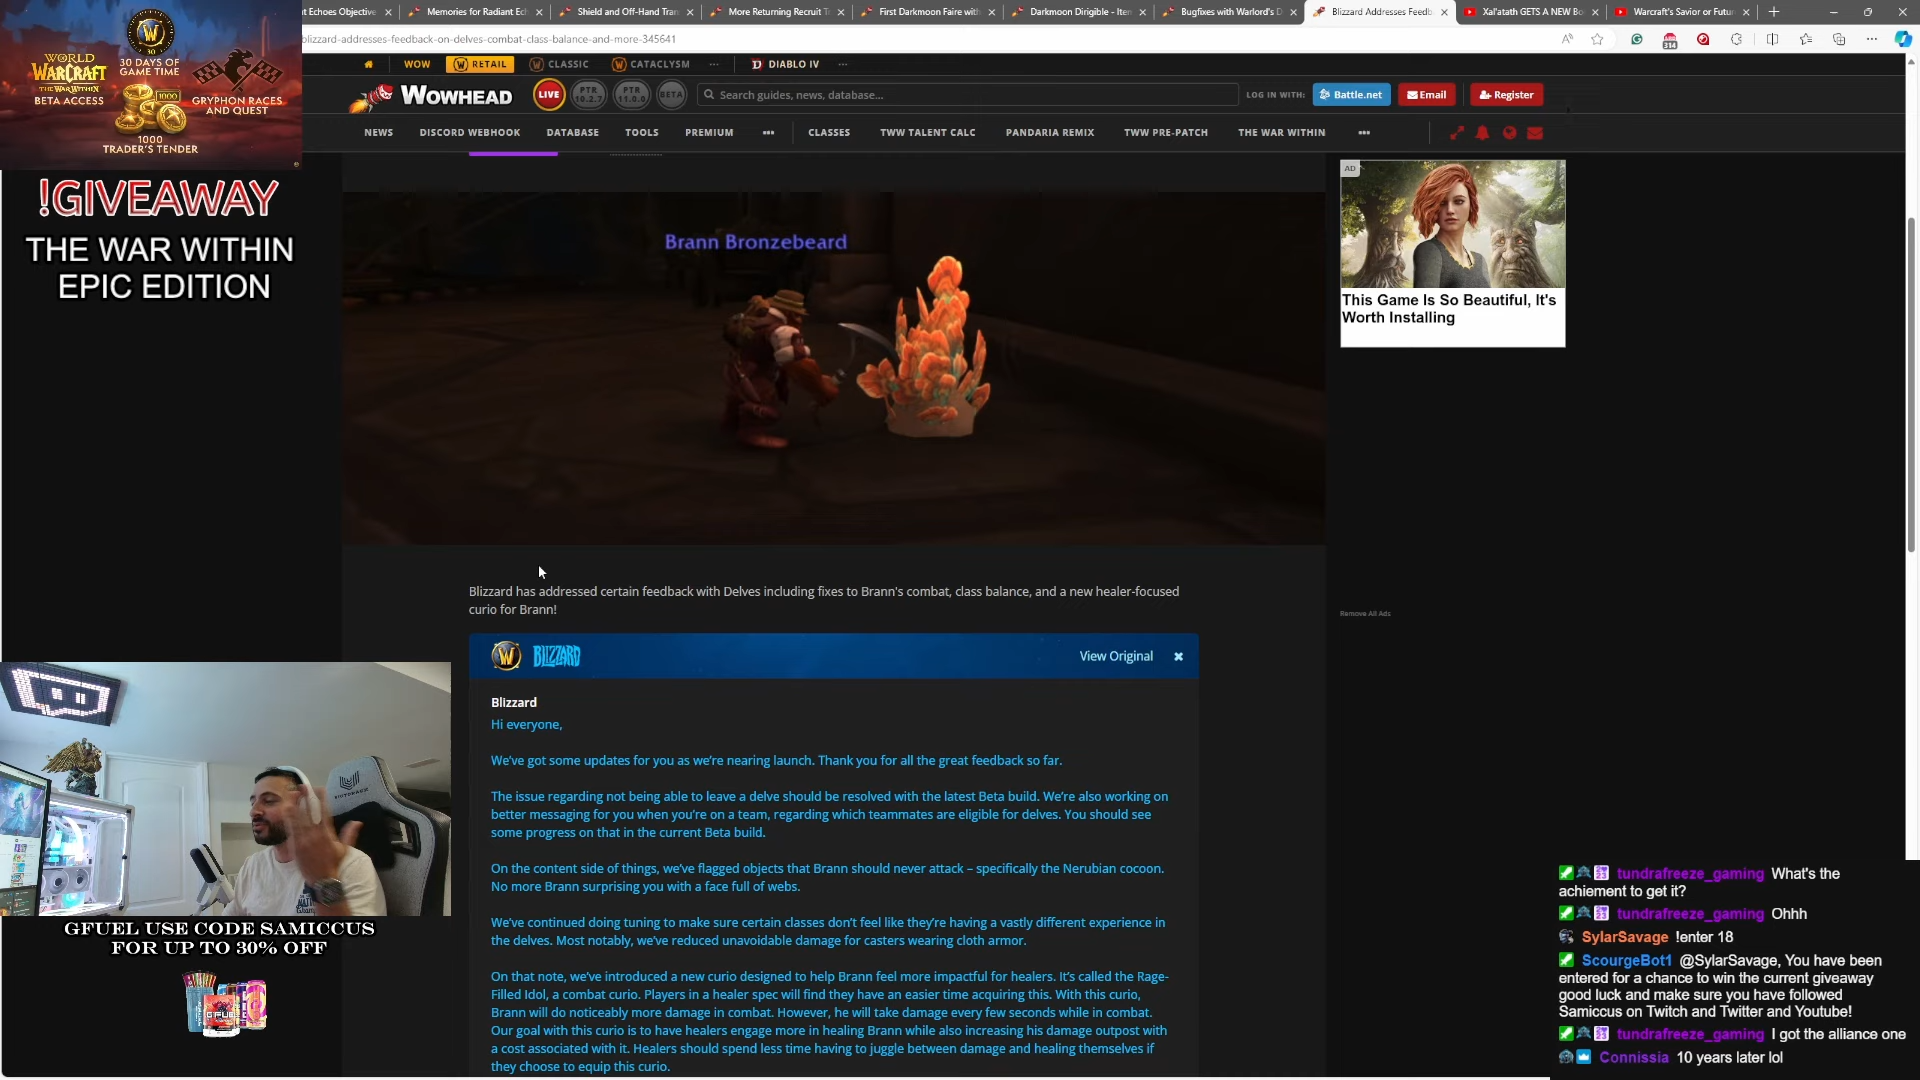 t Echoes Objective
Memories for Radiant Ech
Shield and Off-Hand Tran
More Returning Recruit T
First Darkmoon Faire with
Darkmoon Dirigible - Iten
Bugfixes with Warlord's D
Blizzard Addresses Feedb
Xal'atath GETS A NEW Bo
Warcraft's Savior or Futur
lizzard-addresses-feedback-on-delves-combat-class-balance-and-more-345641
314
WOW
RETAIL
CLASSIC
CATACLYSM
DIABLO IV
WOWHEAD
LIVE
PTR 10.2.7
PTR 11.0.0
BETA
Search guides, news, database...
LOG IN WITH:
Battle.net
Email
Register
NEWS
DISCORD WEBHOOK
DATABASE
TOOLS
PREMIUM
CLASSES
TWW TALENT CALC
PANDARIA REMIX
TWW PRE-PATCH
THE WAR WITHIN
WORLD
WARCRAFT
THE WAR WITHIN
BETA ACCESS
30
30 DAYS OF
GAME TIME
1000
1000
TRADER'S TENDER
GRYPHON RACES
AND QUEST
!GIVEAWAY
THE WAR WITHIN
EPIC EDITION
Brann Bronzebeard
AD
This Game Is So Beautiful, It's
Worth Installing
Remove All Ads
Blizzard has addressed certain feedback with Delves including fixes to Brann's combat, class balance, and a new healer-focused
curio for Brann!
BLIZZARD
View Original
Blizzard
Hi everyone,
We've got some updates for you as we're nearing launch. Thank you for all the great feedback so far.
The issue regarding not being able to leave a delve should be resolved with the latest Beta build. We're also working on
better messaging for you when you're on a team, regarding which teammates are eligible for delves. You should see
some progress on that in the current Beta build.
On the content side of things, we've flagged objects that Brann should never attack – specifically the Nerubian cocoon.
No more Brann surprising you with a face full of webs.
We've continued doing tuning to make sure certain classes don't feel like they're having a vastly different experience in
the delves. Most notably, we've reduced unavoidable damage for casters wearing cloth armor.
On that note, we've introduced a new curio designed to help Brann feel more impactful for healers. It's called the Rage-
Filled Idol, a combat curio. Players in a healer spec will find they have an easier time acquiring this. With this curio,
Brann will do noticeably more damage in combat. However, he will take damage every few seconds while in combat.
Our goal with this curio is to have healers engage more in healing Brann while also increasing his damage outpost with
a cost associated with it. Healers should spend less time having to juggle between damage and healing themselves if
they choose to equip this curio.
GFUEL USE CODE SAMICCUS
FOR UP TO 30% OFF
G FUEL
tundrafreeze_gaming What's the
achiement to get it?
tundrafreeze_gaming Ohhh
SylarSavage !enter 18
ScourgeBot1 @SylarSavage, You have been
entered for a chance to win the current giveaway
good luck and make sure you have followed
Samiccus on Twitch and Twitter and Youtube!
tundrafreeze_gaming I got the alliance one
Connissia 10 years later lol